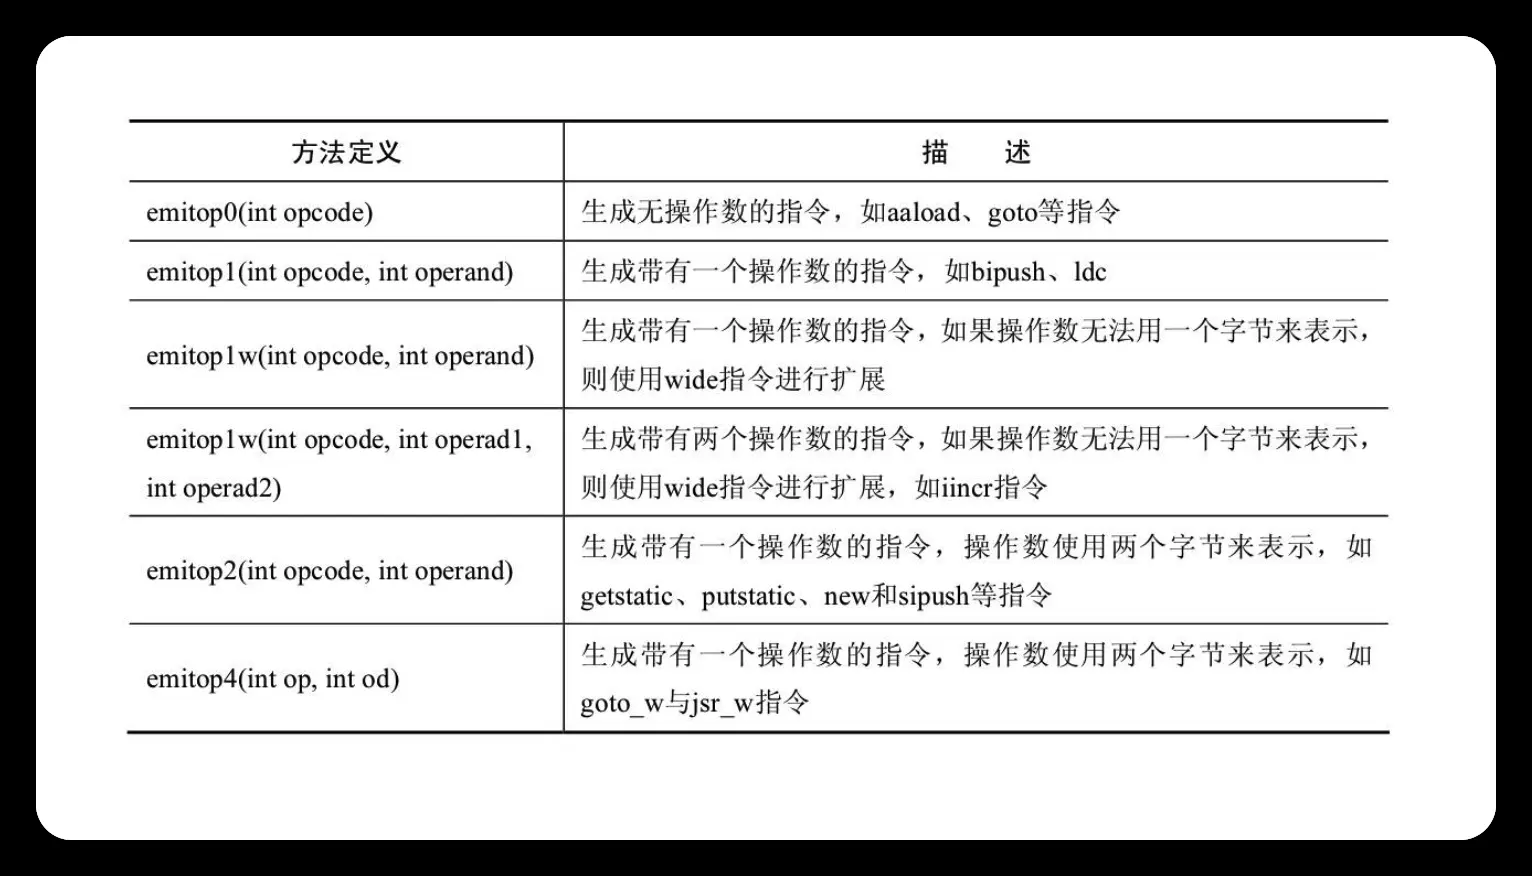 方法定义
描 述
emitop0(int opcode)
生成无操作数的指令，如aaload、goto等指令
emitop1(int opcode, int operand)
生成带有一个操作数的指令，如bipush、ldc
emitop1w(int opcode, int operand)
生成带有一个操作数的指令，如果操作数无法用一个字节来表示，
则使用wide指令进行扩展
emitop1w(int opcode, int operad1,
int operad2)
生成带有两个操作数的指令，如果操作数无法用一个字节来表示，
则使用wide指令进行扩展，如iincr指令
emitop2(int opcode, int operand)
生成带有一个操作数的指令，操作数使用两个字节来表示，如
getstatic、putstatic、new和sipush等指令
emitop4(int op, int od)
生成带有一个操作数的指令，操作数使用两个字节来表示，如
goto_w与jsr_w指令